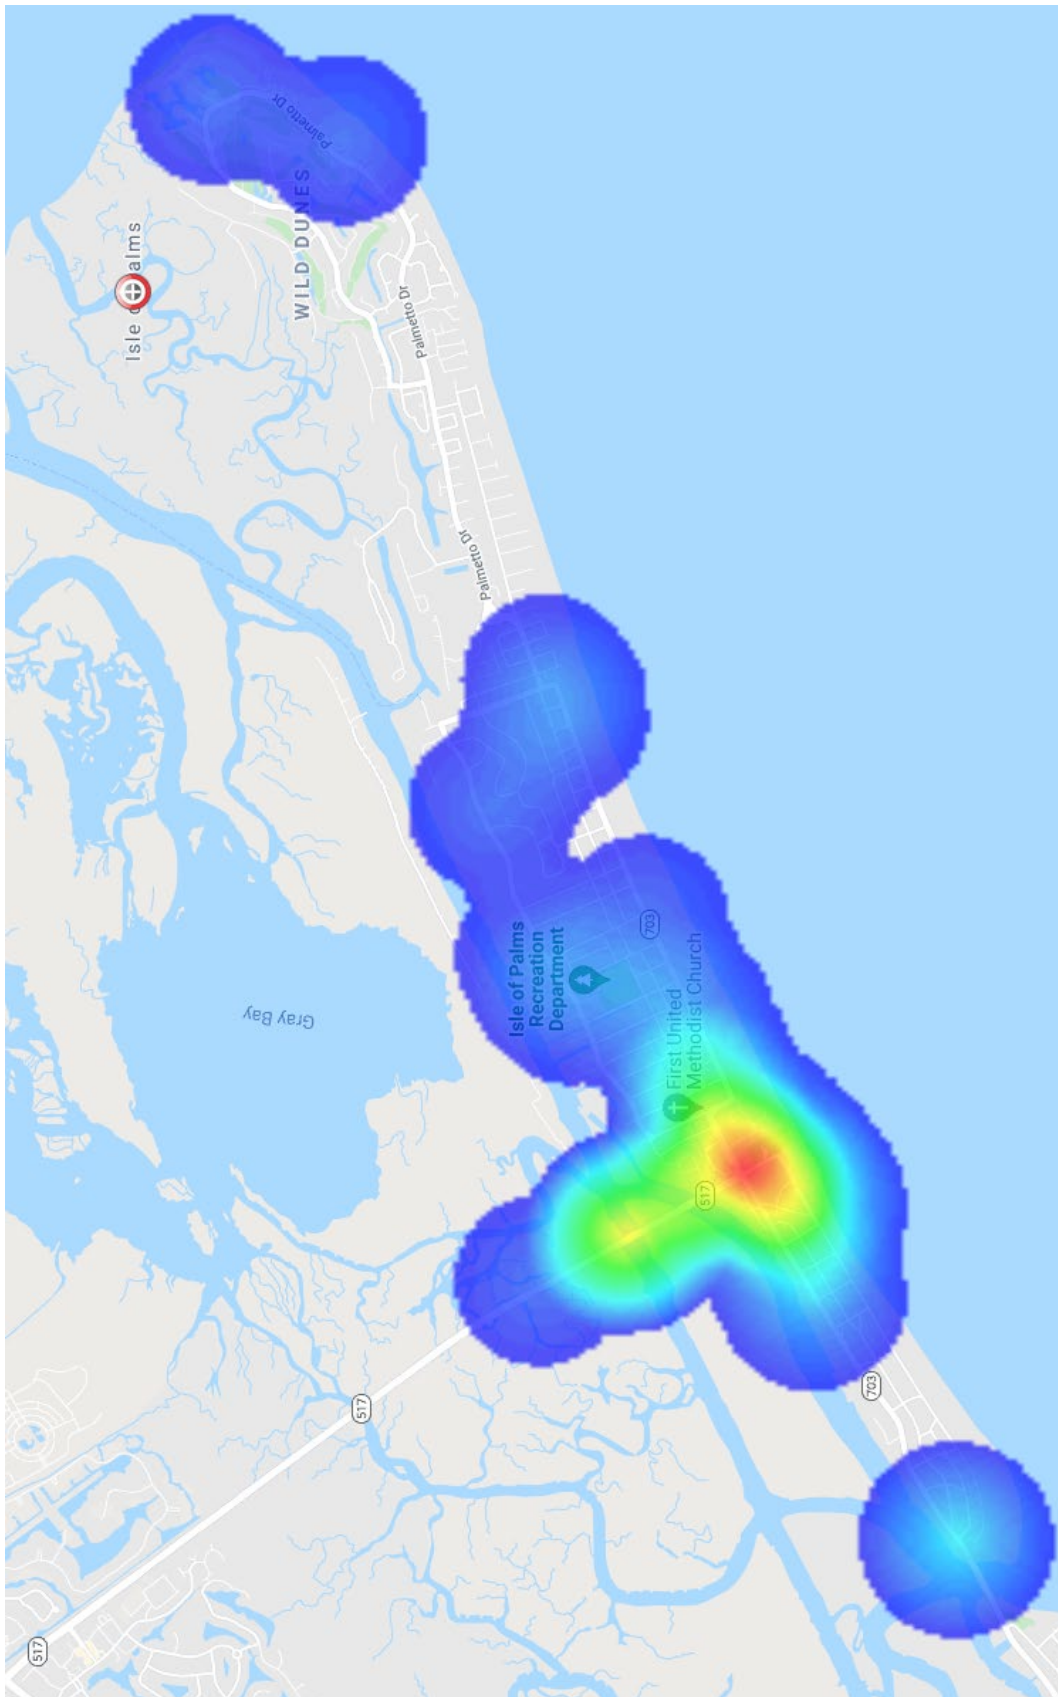 Palmetto Dr
WILD DUNES
Isle of Palms
Palmetto Dr
Palmetto Dr
Isle of Palms
Recreation
Department
703
Gray Bay
First United
Methodist Church
517
703
517
517